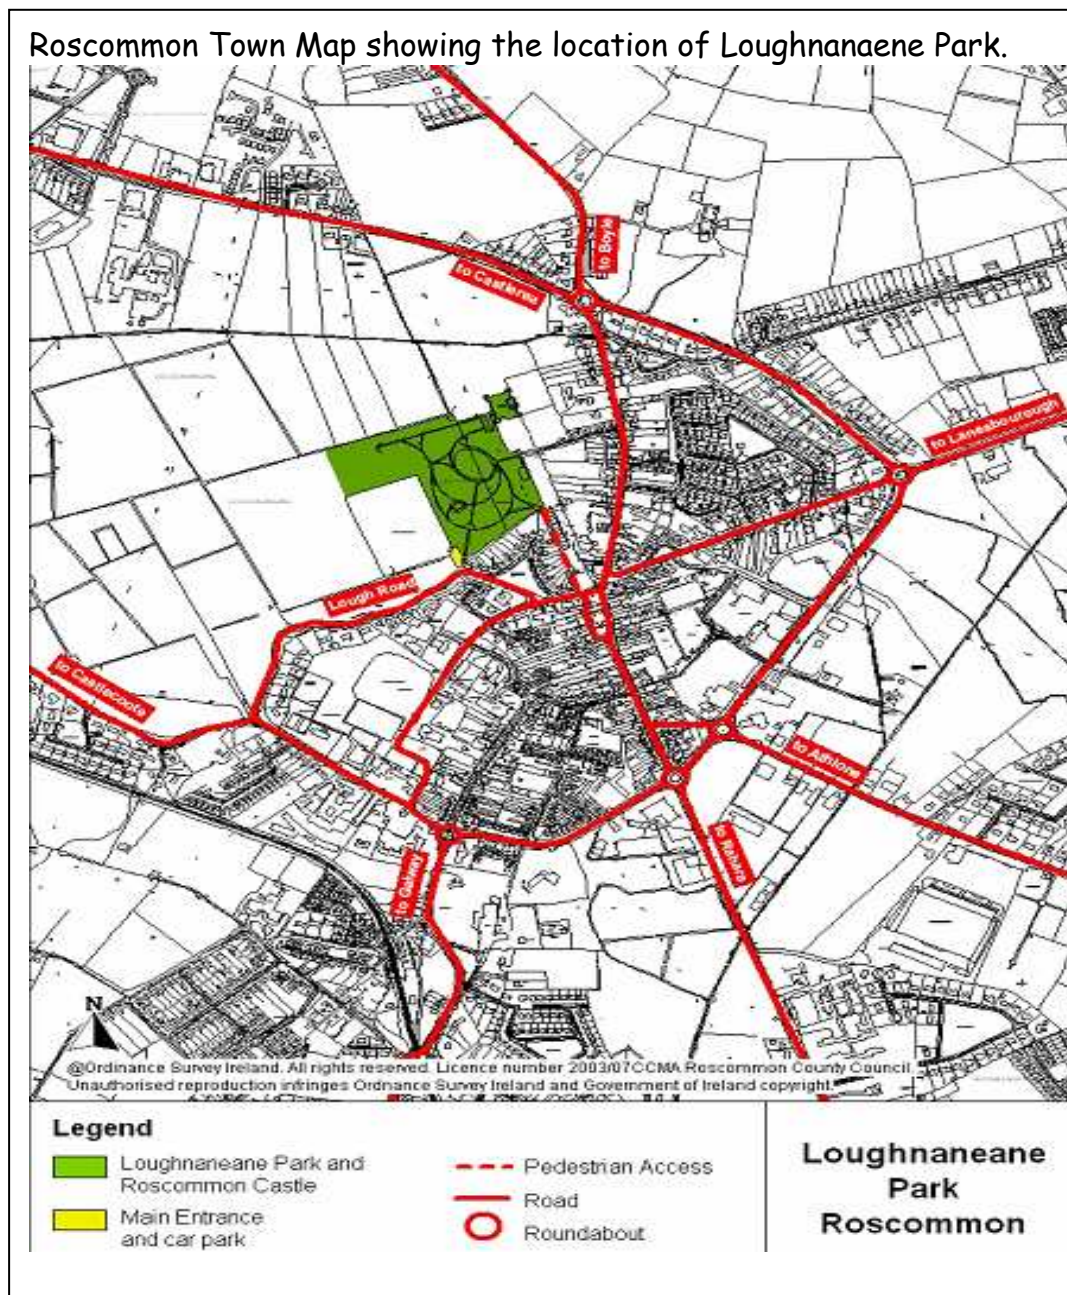 Roscommon Town Map showing the location of Loughnanaene Park.
to Boyle
to Castlerea
to Lanesbourough
Lough Road
to Castlecoote
to Athlone
to Rahara
to Galway
N
@Ordinance Survey Ireland. All rights reserved. Licence number 2003/07CCMA Roscommon County Council.
Unauthorised reproduction infringes Ordnance Survey Ireland and Government of Ireland copyright.
Legend
Loughnaneane Park and
Roscommon Castle
Main Entrance
and car park
Pedestrian Access
Road
Roundabout
Loughnaneane
Park
Roscommon